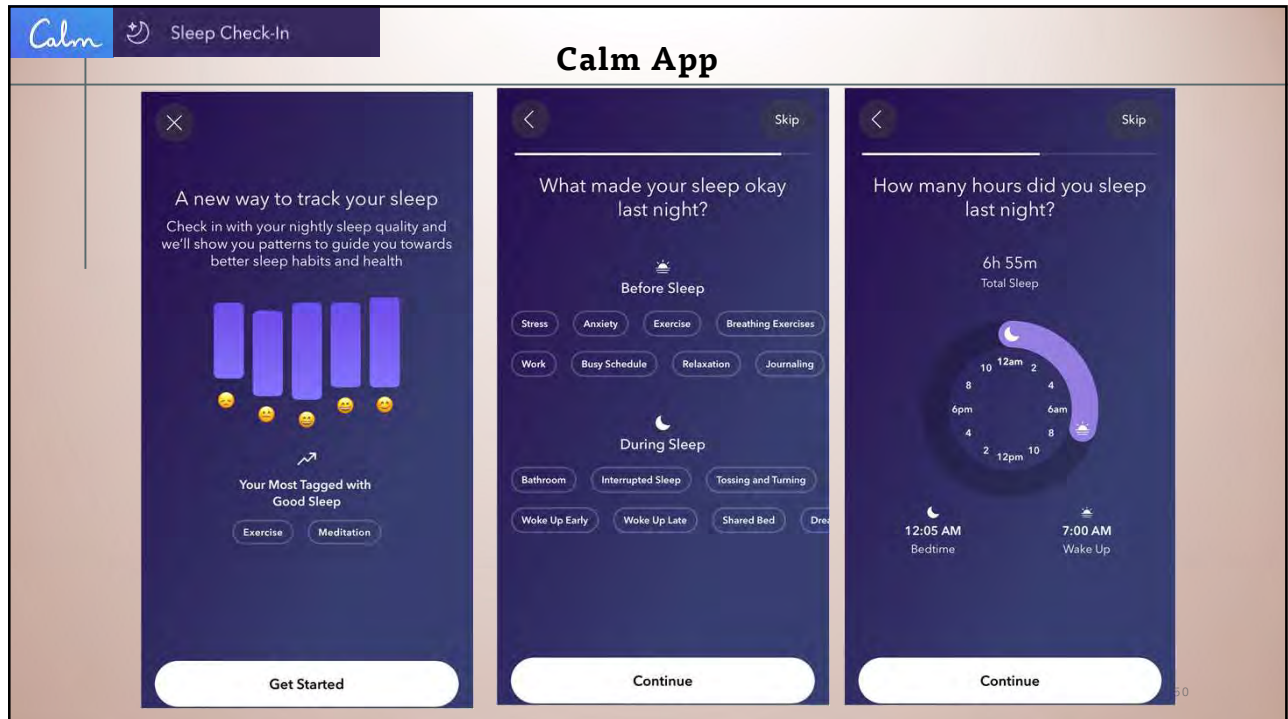 Calm
Sleep Check-In
Calm App
A new way to track your sleep
Check in with your nightly sleep quality and
we'll show you patterns to guide you towards
better sleep habits and health
Your Most Tagged with
Good Sleep
Exercise Meditation
Get Started
Skip
What made your sleep okay
last night?
Before Sleep
Stress Anxiety Exercise Breathing Exercises
Work Busy Schedule Relaxation Journaling
During Sleep
Bathroom Interrupted Sleep Tossing and Turning
Woke Up Early Woke Up Late Shared Bed Drea
Continue
Skip
How many hours did you sleep
last night?
6h 55m
Total Sleep
10 12am 2
8 4
6pm 6am
4 8
2 12pm 10
12:05 AM 7:00 AM
Bedtime Wake Up
Continue